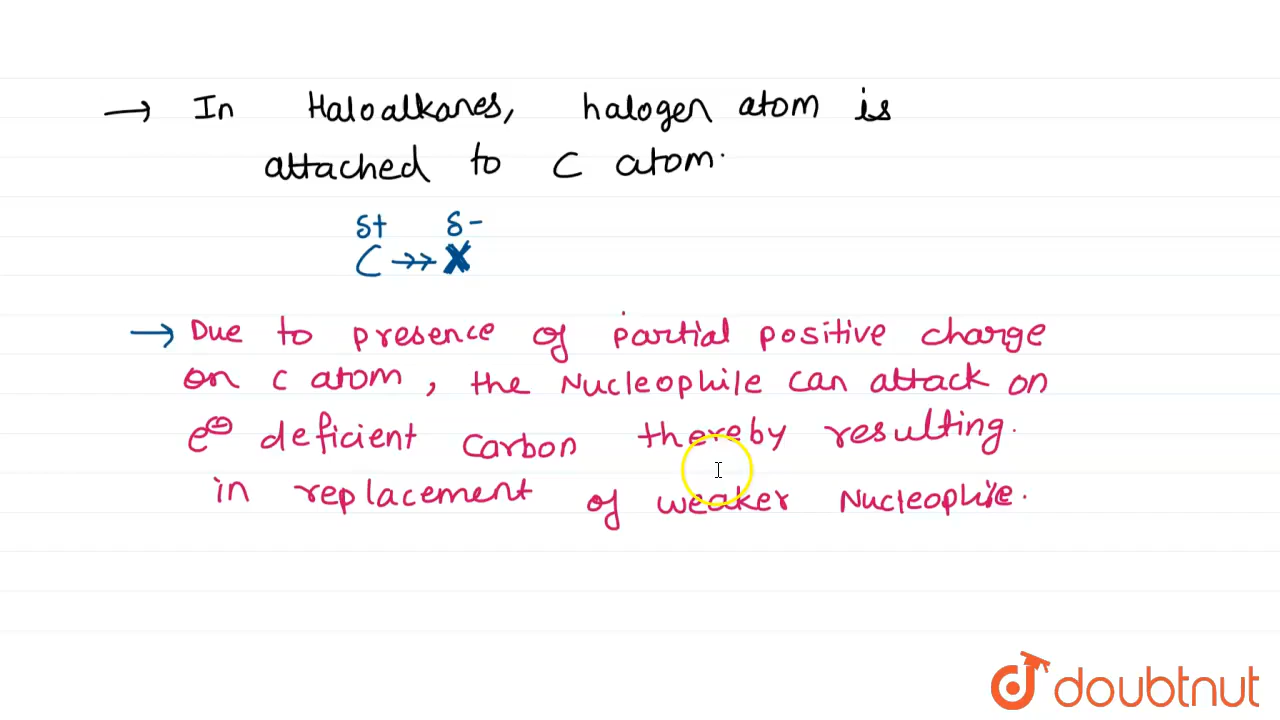 → In Haloalkanes, halogen atom is
attached to C atom.
δ+ δ-
C →→ X
→ Due to presence of partial positive charge
on C atom, the Nucleophile can attack on
e⊖ deficient carbon thereby resulting.
in replacement of weaker Nucleophile.
doubtnut